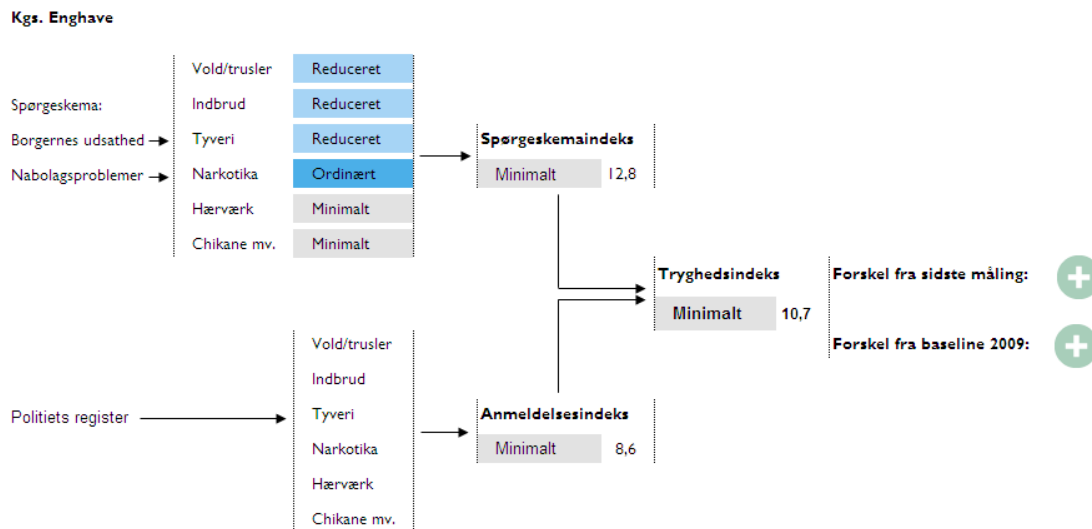 Kgs. Enghave
Spørgeskema:
Borgernes udsathed
Nabolagsproblemer
Vold/trusler Reduceret
Indbrud Reduceret
Tyveri Reduceret
Narkotika Ordinært
Hærværk Minimalt
Chikane mv. Minimalt
Spørgeskemaindeks
Minimalt 12,8
Politiets register
Vold/trusler
Indbrud
Tyveri
Narkotika
Hærværk
Chikane mv.
Anmeldelsesindeks
Minimalt 8,6
Tryghedsindeks
Minimalt 10,7
Forskel fra sidste måling: +
Forskel fra baseline 2009: +